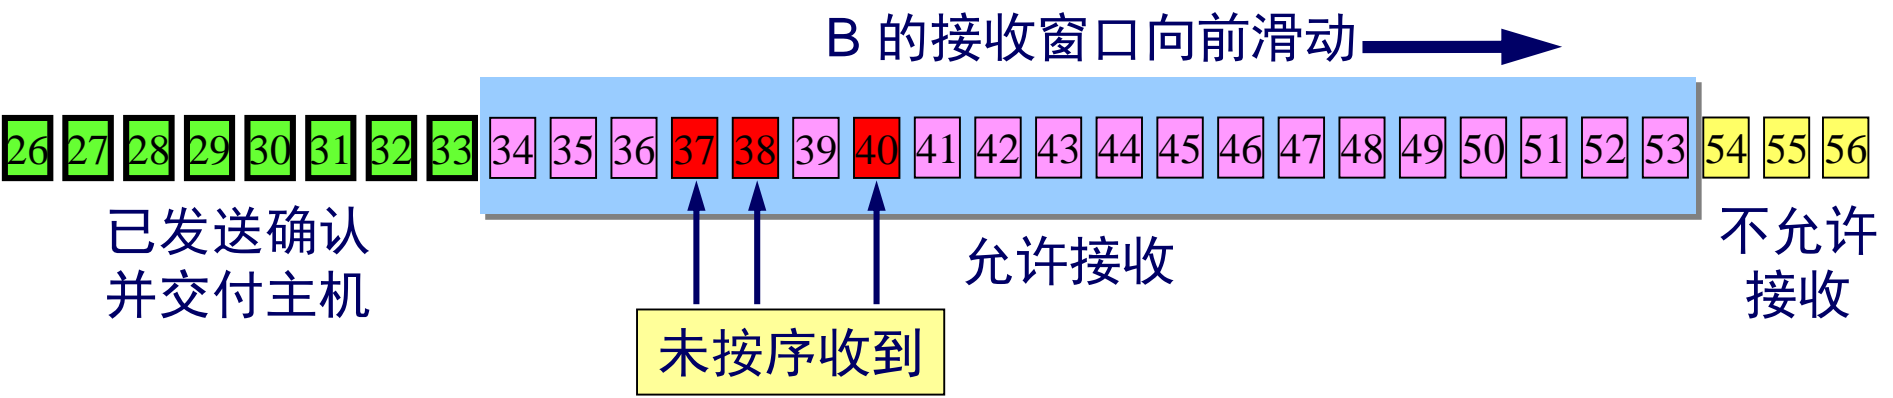 B 的接收窗口向前滑动
26 27 28 29 30 31 32 33 34 35 36 37 38 39 40 41 42 43 44 45 46 47 48 49 50 51 52 53 54 55 56
已发送确认
并交付主机
允许接收
不允许
接收
未按序收到